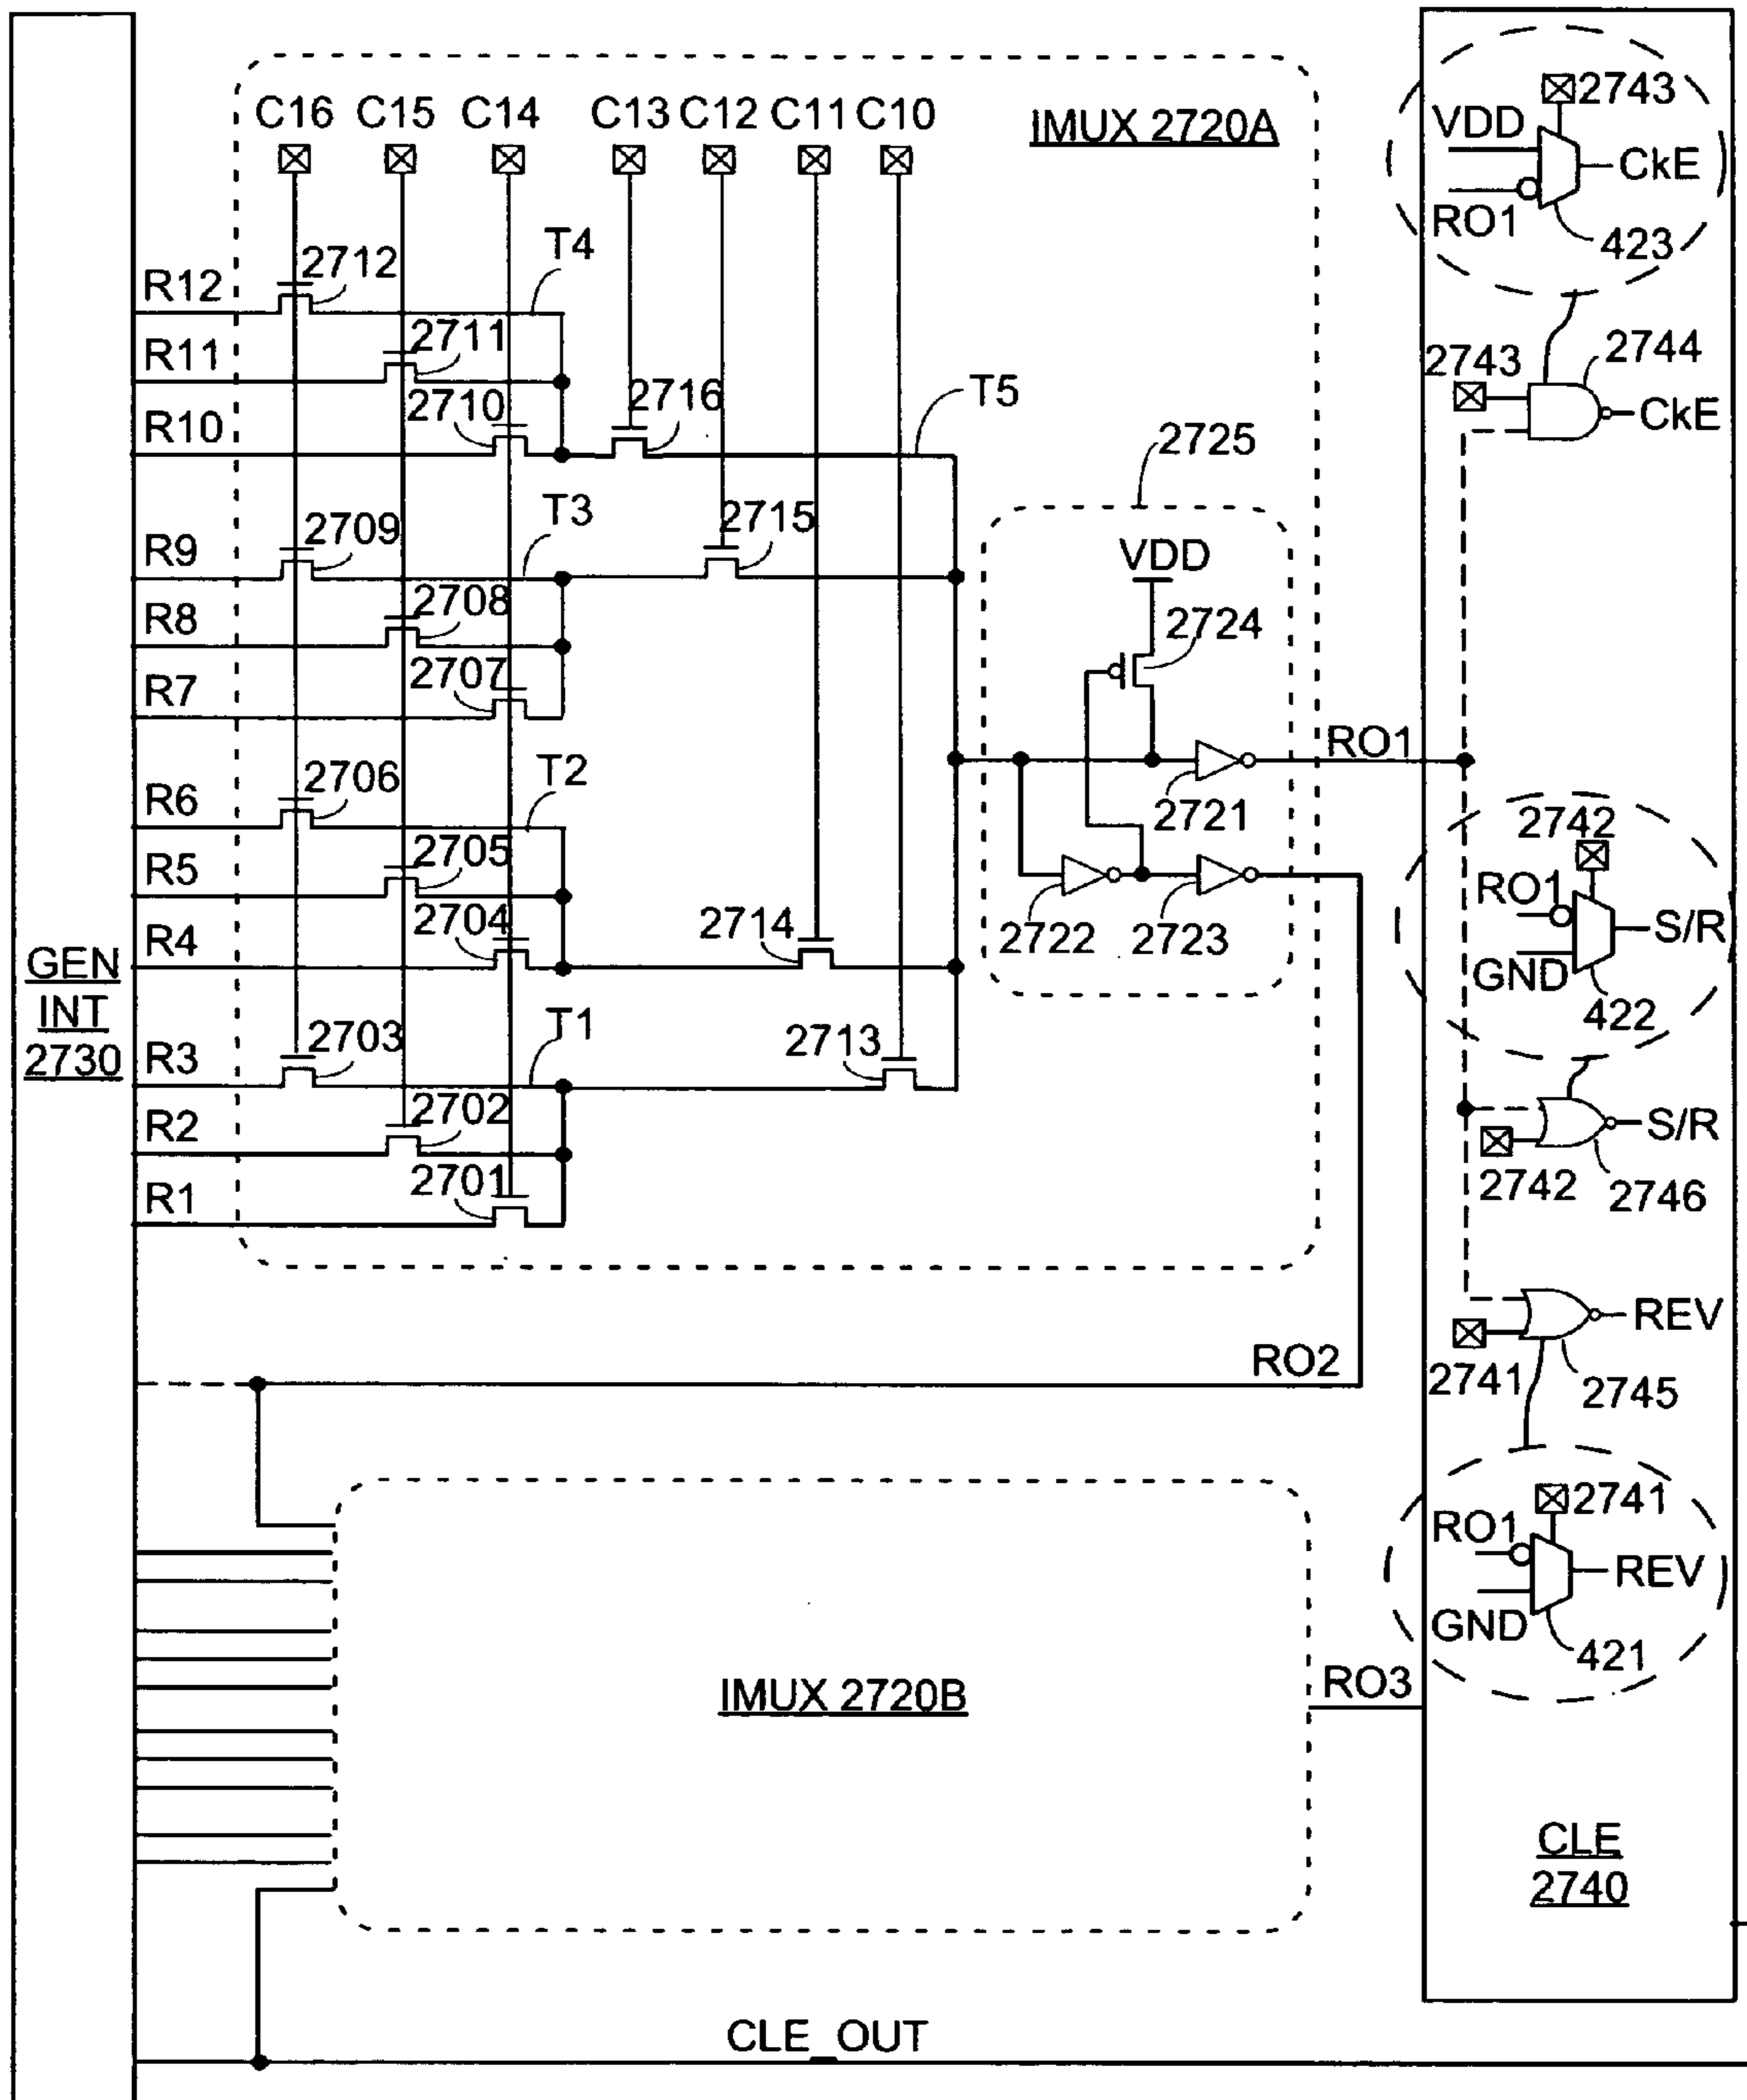 C16 C15 C14 C13 C12 C11 C10
IMUX 2720A
2743
VDD
CkE
RO1
423
2712
T4
R12
2711
R11
2710
2716
T5
R10
2743
2744
CkE
2725
2709
T3
2715
R9
VDD
2708
R8
2724
2707
R7
RO1
2706
T2
R6
2721
2742
2705
R5
RO1
2704
2714
2722
2723
S/R
R4
GEN
INT
2730
GND
422
2703
T1
2713
R3
2702
R2
S/R
2701
2742
2746
R1
REV
RO2
2741
2745
2741
RO1
REV
GND
421
IMUX 2720B
RO3
CLE
2740
CLE_OUT